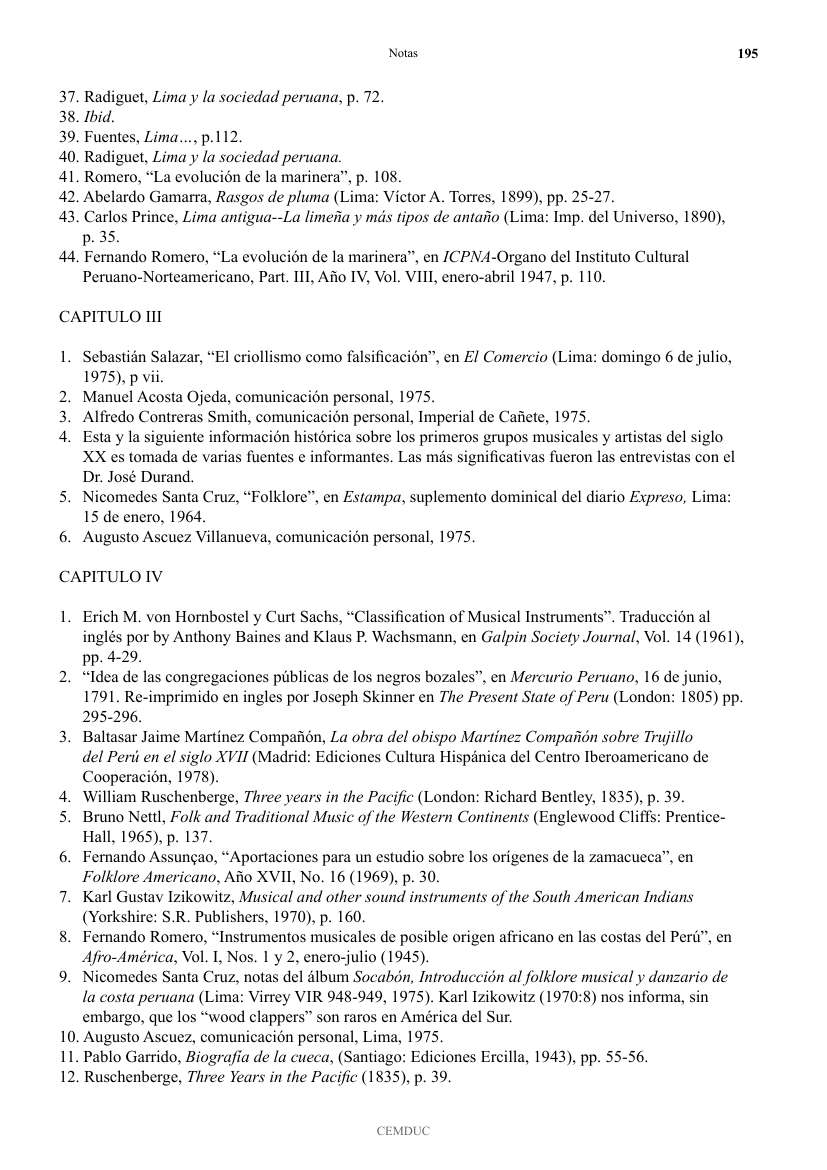 Notas
195
37. Radiguet, Lima y la sociedad peruana, p. 72.
38. Ibid.
39. Fuentes, Lima..., p.112.
40. Radiguet, Lima y la sociedad peruana.
41. Romero, “La evolución de la marinera”, p. 108.
42. Abelardo Gamarra, Rasgos de pluma (Lima: Víctor A. Torres, 1899), pp. 25-27.
43. Carlos Prince, Lima antigua--La limeña y más tipos de antaño (Lima: Imp. del Universo, 1890),
p. 35.
44. Fernando Romero, “La evolución de la marinera”, en ICPNA-Organo del Instituto Cultural
Peruano-Norteamericano, Part. III, Año IV, Vol. VIII, enero-abril 1947, p. 110.
CAPITULO III
1. Sebastián Salazar, “El criollismo como falsificación”, en El Comercio (Lima: domingo 6 de julio,
1975), p vii.
2. Manuel Acosta Ojeda, comunicación personal, 1975.
3. Alfredo Contreras Smith, comunicación personal, Imperial de Cañete, 1975.
4. Esta y la siguiente información histórica sobre los primeros grupos musicales y artistas del siglo
XX es tomada de varias fuentes e informantes. Las más significativas fueron las entrevistas con el
Dr. José Durand.
5. Nicomedes Santa Cruz, “Folklore”, en Estampa, suplemento dominical del diario Expreso, Lima:
15 de enero, 1964.
6. Augusto Ascuez Villanueva, comunicación personal, 1975.
CAPITULO IV
1. Erich M. von Hornbostel y Curt Sachs, “Classification of Musical Instruments”. Traducción al
inglés por by Anthony Baines and Klaus P. Wachsmann, en Galpin Society Journal, Vol. 14 (1961),
pp. 4-29.
2. “Idea de las congregaciones públicas de los negros bozales”, en Mercurio Peruano, 16 de junio,
1791. Re-imprimido en ingles por Joseph Skinner en The Present State of Peru (London: 1805) pp.
295-296.
3. Baltasar Jaime Martínez Compañón, La obra del obispo Martínez Compañón sobre Trujillo
del Perú en el siglo XVII (Madrid: Ediciones Cultura Hispánica del Centro Iberoamericano de
Cooperación, 1978).
4. William Ruschenberge, Three years in the Pacific (London: Richard Bentley, 1835), p. 39.
5. Bruno Nettl, Folk and Traditional Music of the Western Continents (Englewood Cliffs: Prentice-
Hall, 1965), p. 137.
6. Fernando Assunçao, “Aportaciones para un estudio sobre los orígenes de la zamacueca”, en
Folklore Americano, Año XVII, No. 16 (1969), p. 30.
7. Karl Gustav Izikowitz, Musical and other sound instruments of the South American Indians
(Yorkshire: S.R. Publishers, 1970), p. 160.
8. Fernando Romero, “Instrumentos musicales de posible origen africano en las costas del Perú”, en
Afro-América, Vol. I, Nos. 1 y 2, enero-julio (1945).
9. Nicomedes Santa Cruz, notas del álbum Socabón, Introducción al folklore musical y danzario de
la costa peruana (Lima: Virrey VIR 948-949, 1975). Karl Izikowitz (1970:8) nos informa, sin
embargo, que los “wood clappers” son raros en América del Sur.
10. Augusto Ascuez, comunicación personal, Lima, 1975.
11. Pablo Garrido, Biografía de la cueca, (Santiago: Ediciones Ercilla, 1943), pp. 55-56.
12. Ruschenberge, Three Years in the Pacific (1835), p. 39.
CEMDUC